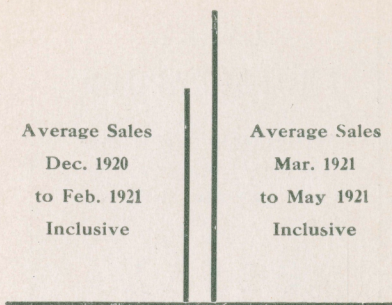 Average Sales
Dec. 1920
to Feb. 1921
Inclusive
Average Sales
Mar. 1921
to May 1921
Inclusive